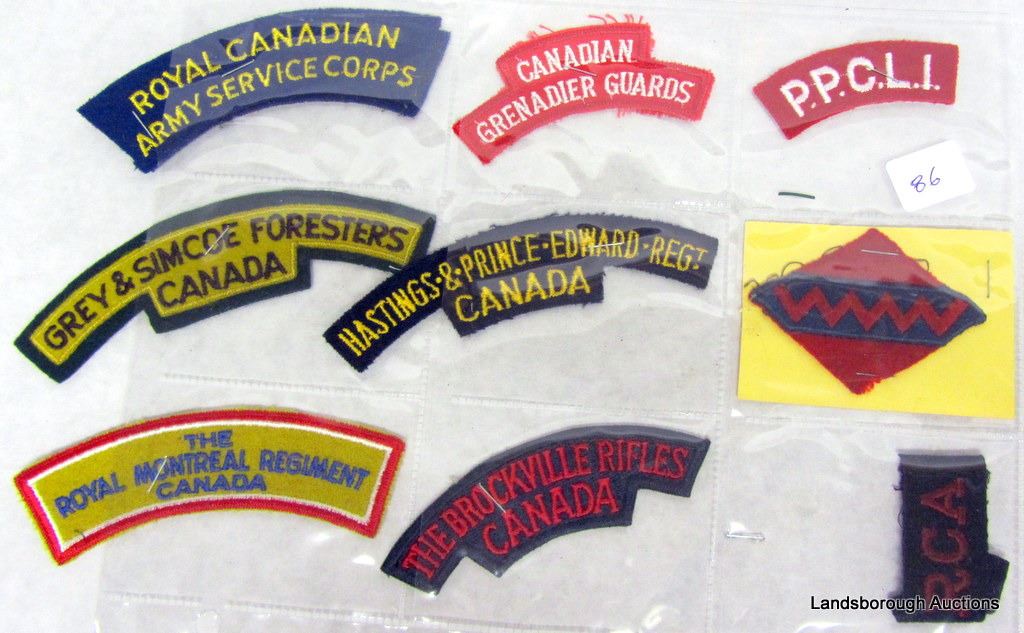 ROYAL CANADIAN
ARMY SERVICE CORPS
CANADIAN
GRENADIER GUARDS
P.P.C.L.I.
86
GREY & SIMCOE FORESTERS
CANADA
HASTINGS·&·PRINCE·EDWARD·REGT
CANADA
THE
ROYAL MONTREAL REGIMENT
CANADA
THE BROCKVILLE RIFLES
CANADA
RCA
Landsborough Auctions